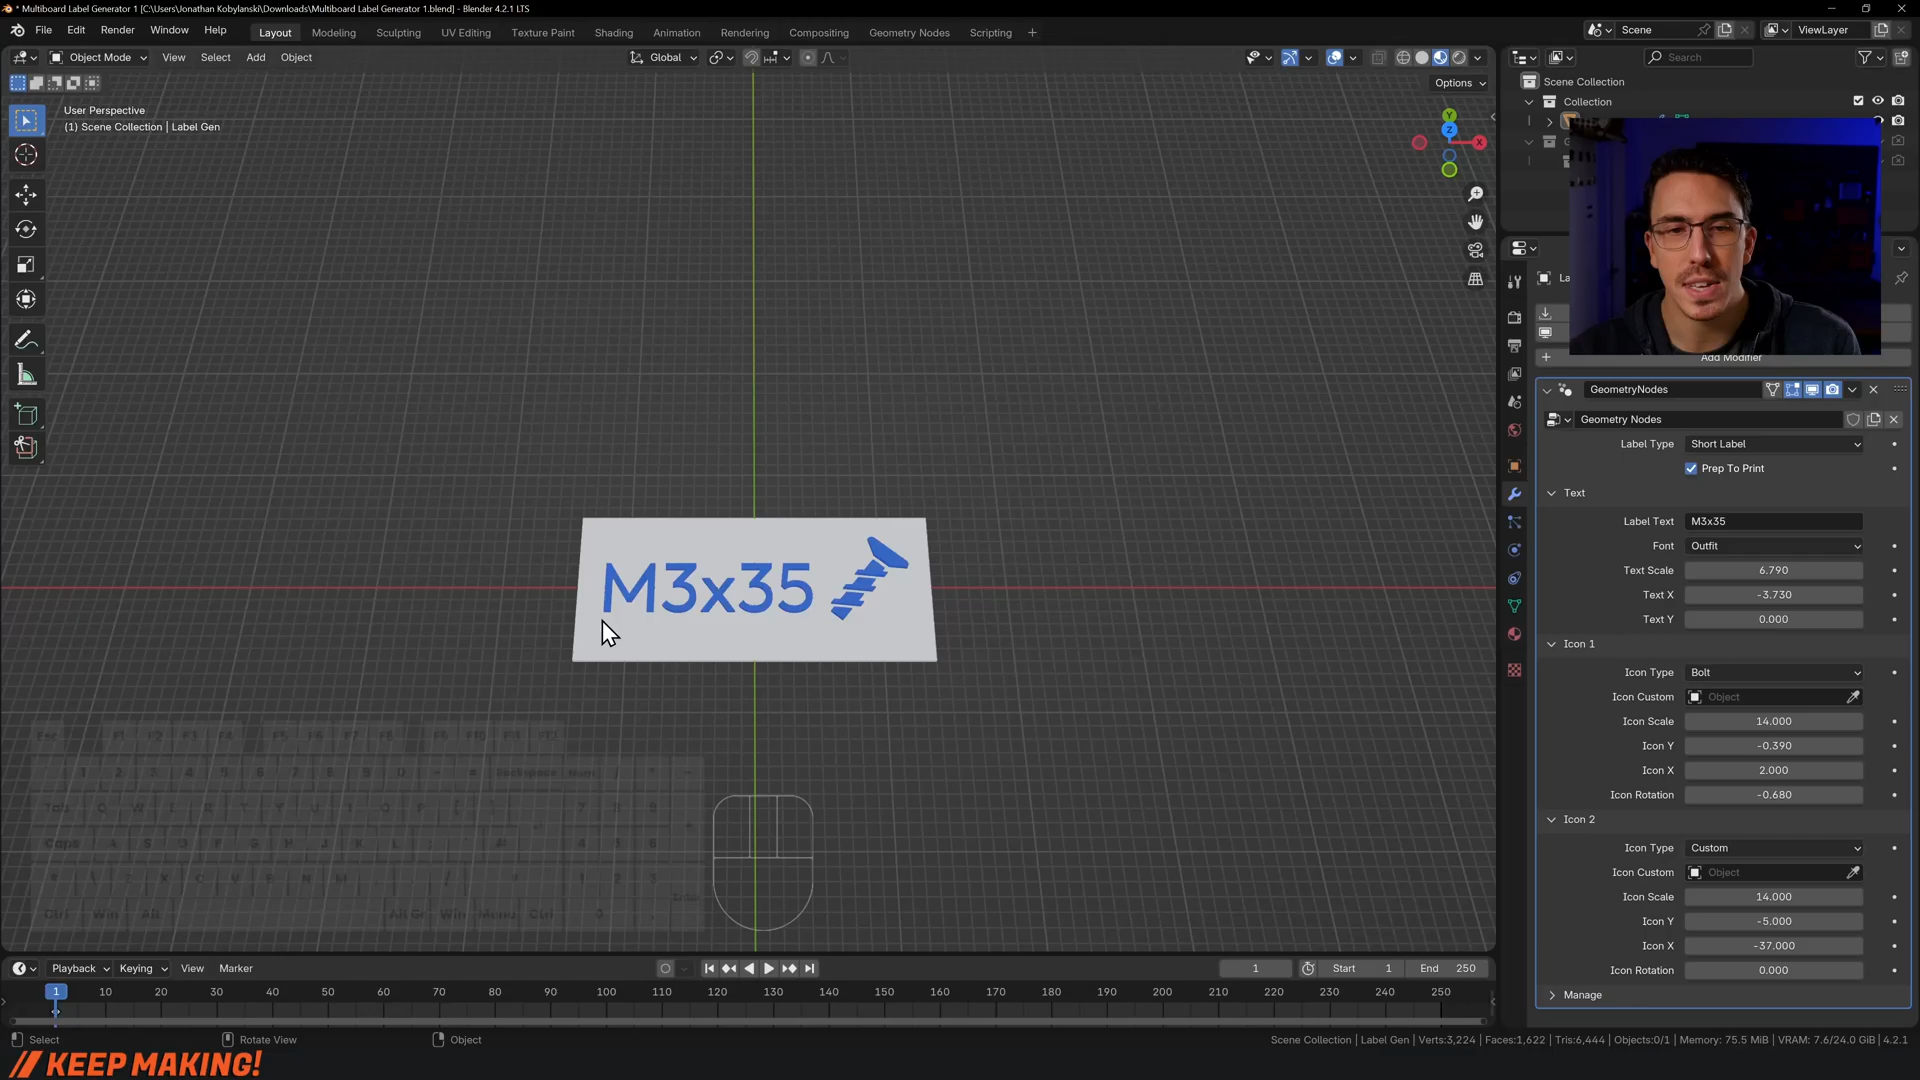 * Multiboard Label Generator 1 [C:\Users\Jonathan Kobylanski\Downloads\Multiboard Label Generator 1.blend] - Blender 4.2.1 LTS
File Edit Render Window Help Layout Modeling Sculpting UV Editing Texture Paint Shading Animation Rendering Compositing Geometry Nodes Scripting + Scene ViewLayer
Object Mode View Select Add Object Global Search
Options
Scene Collection
Collection
User Perspective
(1) Scene Collection | Label Gen
Y
Z
X
Add Modifier
GeometryNodes
Geometry Nodes
Label Type Short Label
Prep To Print
Text
Label Text M3x35
Font Outfit
Text Scale 6.790
Text X -3.730
Text Y 0.000
Icon 1
Icon Type Bolt
Icon Custom Object
Icon Scale 14.000
Icon Y -0.390
Icon X 2.000
Icon Rotation -0.680
Icon 2
Icon Type Custom
Icon Custom Object
Icon Scale 14.000
Icon Y -5.000
Icon X -37.000
Icon Rotation 0.000
Manage
M3x35
Playback Keying View Marker 1 Start 1 End 250
1 10 20 30 40 50 60 70 80 90 100 110 120 130 140 150 160 170 180 190 200 210 220 230 240 250
Select Rotate View Object
Scene Collection | Label Gen | Verts:3,224 | Faces:1,622 | Tris:6,444 | Objects:0/1 | Memory: 75.5 MiB | VRAM: 7.6/24.0 GiB | 4.2.1
// KEEP MAKING!